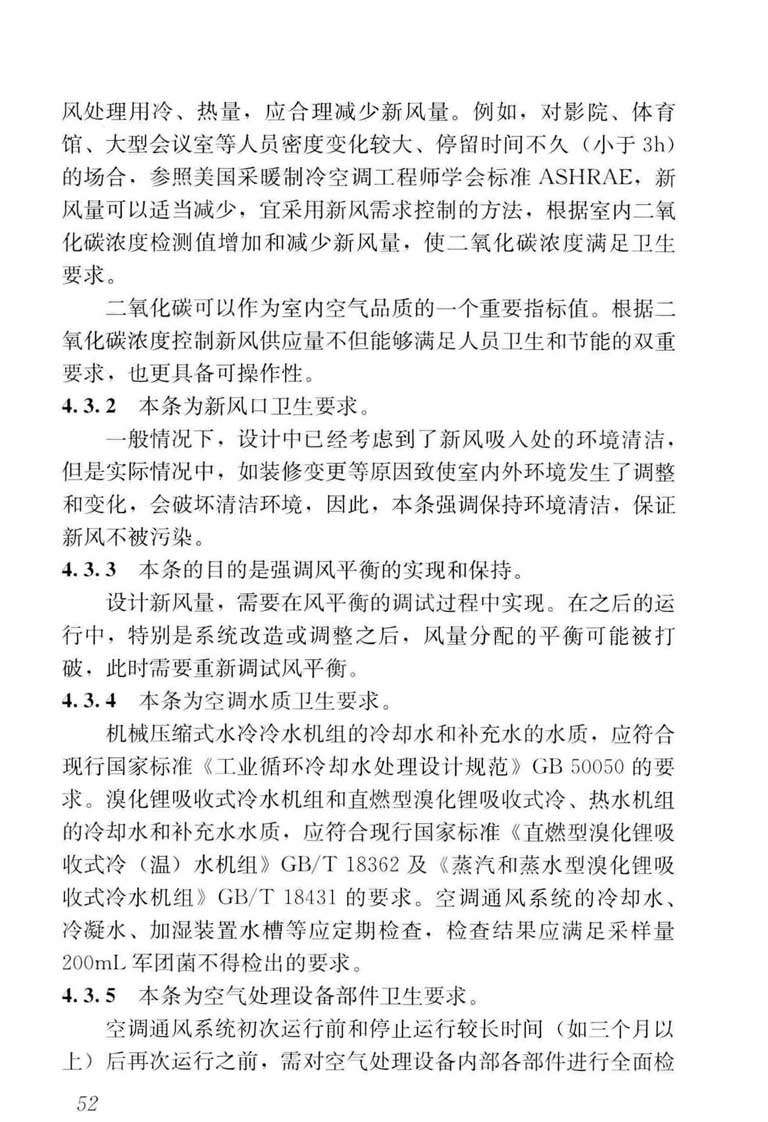 风处理用冷、热量，应合理减少新风量。例如，对影院、体育
馆、大型会议室等人员密度变化较大、停留时间不久（小于 3h）
的场合，参照美国采暖制冷空调工程师学会标准 ASHRAE，新
风量可以适当减少，宜采用新风需求控制的方法，根据室内二氧
化碳浓度检测值增加和减少新风量，使二氧化碳浓度满足卫生
要求。
二氧化碳可以作为室内空气品质的一个重要指标值。根据二
氧化碳浓度控制新风供应量不但能够满足人员卫生和节能的双重
要求，也更具备可操作性。
4.3.2 本条为新风口卫生要求。
一般情况下，设计中已经考虑到了新风吸入处的环境清洁，
但是实际情况中，如装修变更等原因致使室内外环境发生了调整
和变化，会破坏清洁环境，因此，本条强调保持环境清洁，保证
新风不被污染。
4.3.3 本条的目的是强调风平衡的实现和保持。
设计新风量，需要在风平衡的调试过程中实现。在之后的运
行中，特别是系统改造或调整之后，风量分配的平衡可能被打
破，此时需要重新调试风平衡。
4.3.4 本条为空调水质卫生要求。
机械压缩式水冷冷水机组的冷却水和补充水的水质，应符合
现行国家标准《工业循环冷却水处理设计规范》GB 50050 的要
求。溴化锂吸收式冷水机组和直燃型溴化锂吸收式冷、热水机组
的冷却水和补充水水质，应符合现行国家标准《直燃型溴化锂吸
收式冷（温）水机组》GB/T 18362 及《蒸汽和蒸水型溴化锂吸
收式冷水机组》GB/T 18431 的要求。空调通风系统的冷却水、
冷凝水、加湿装置水槽等应定期检查，检查结果应满足采样量
200mL 军团菌不得检出的要求。
4.3.5 本条为空气处理设备部件卫生要求。
空调通风系统初次运行前和停止运行较长时间（如三个月以
上）后再次运行之前，需对空气处理设备内部各部件进行全面检
52